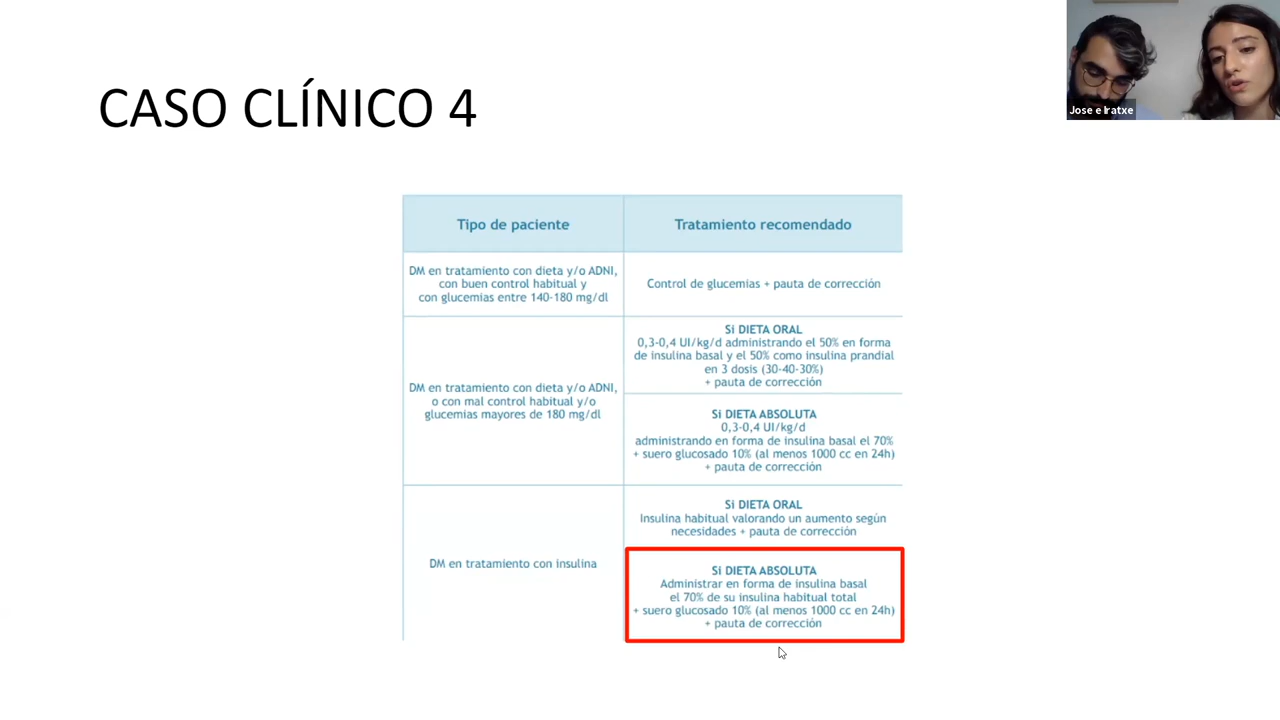 CASO CLÍNICO 4
Jose e Iratxe
Tipo de paciente
Tratamiento recomendado
DM en tratamiento con dieta y/o ADNI,
con buen control habitual y
con glucemias entre 140-180 mg/dl
Control de glucemias + pauta de corrección
DM en tratamiento con dieta y/o ADNI,
o con mal control habitual y/o
glucemias mayores de 180 mg/dl
Si DIETA ORAL
0,3-0,4 UI/kg/d administrando el 50% en forma
de insulina basal y el 50% como insulina prandial
en 3 dosis (30-40-30%)
+ pauta de corrección
Si DIETA ABSOLUTA
0,3-0,4 UI/kg/d
administrando en forma de insulina basal el 70%
+ suero glucosado 10% (al menos 1000 cc en 24h)
+ pauta de corrección
DM en tratamiento con insulina
Si DIETA ORAL
Insulina habitual valorando un aumento según
necesidades + pauta de corrección
Si DIETA ABSOLUTA
Administrar en forma de insulina basal
el 70% de su insulina habitual total
+ suero glucosado 10% (al menos 1000 cc en 24h)
+ pauta de corrección